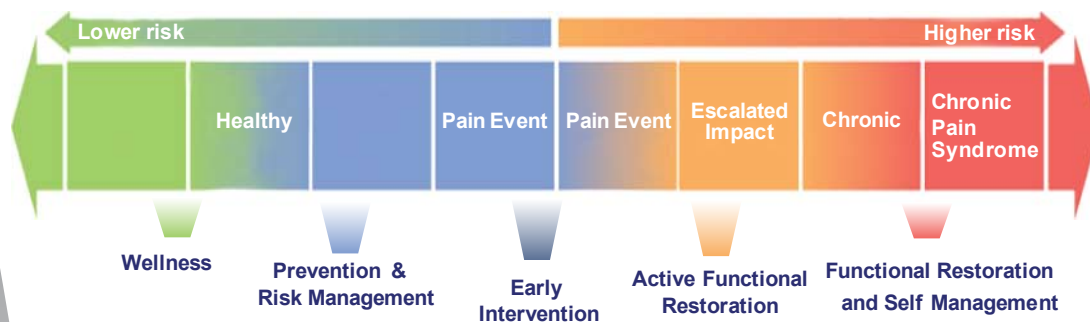 Lower risk
Higher risk
Healthy
Pain Event
Pain Event
Escalated
Impact
Chronic
Chronic
Pain
Syndrome
Wellness
Prevention &
Risk Management
Early
Intervention
Active Functional
Restoration
Functional Restoration
and Self Management